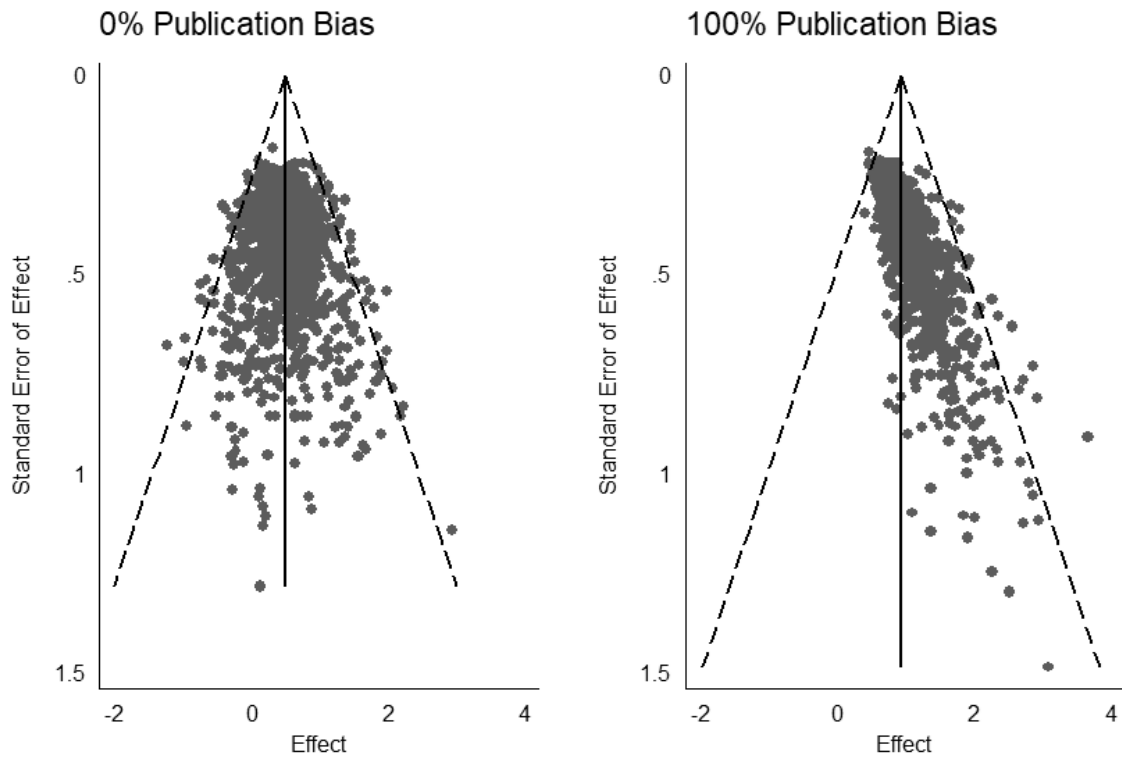 0% Publication Bias
0
.5
1
1.5
Standard Error of Effect
-2 0 2 4
Effect
100% Publication Bias
0
.5
1
1.5
Standard Error of Effect
-2 0 2 4
Effect